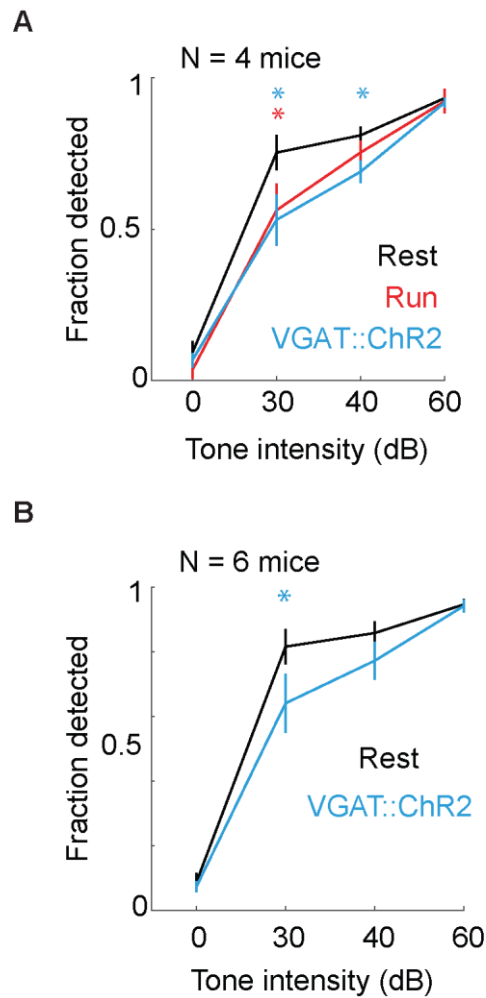 A
N = 4 mice
1
* *
*
0.5
0
Fraction detected
Rest
Run
VGAT::ChR2
0 30 40 60
Tone intensity (dB)
B
N = 6 mice
1
*
0.5
0
Fraction detected
Rest
VGAT::ChR2
0 30 40 60
Tone intensity (dB)